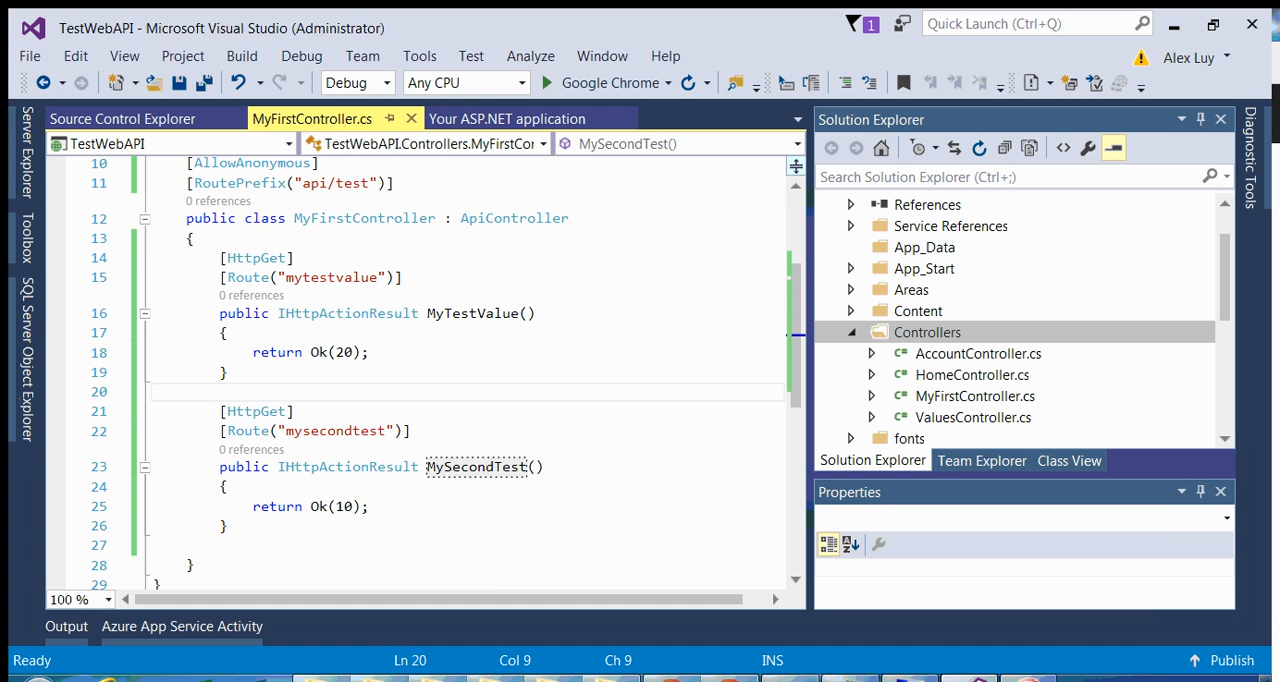 TestWebAPI - Microsoft Visual Studio (Administrator)
1
Quick Launch (Ctrl+Q)
File Edit View Project Build Debug Team Tools Test Analyze Window Help
Alex Luy
Debug Any CPU Google Chrome
Server Explorer
Toolbox
SQL Server Object Explorer
Source Control Explorer MyFirstController.cs Your ASP.NET application
TestWebAPI TestWebAPI.Controllers.MyFirstCor MySecondTest()
10 [AllowAnonymous]
11 [RoutePrefix("api/test")]
0 references
12 public class MyFirstController : ApiController
13 {
14 [HttpGet]
15 [Route("mytestvalue")]
0 references
16 public IHttpActionResult MyTestValue()
17 {
18 return Ok(20);
19 }
20
21 [HttpGet]
22 [Route("mysecondtest")]
0 references
23 public IHttpActionResult MySecondTest()
24 {
25 return Ok(10);
26 }
27
28 }
29 }
100 %
Solution Explorer
Search Solution Explorer (Ctrl+;)
References
Service References
App_Data
App_Start
Areas
Content
Controllers
C# AccountController.cs
C# HomeController.cs
C# MyFirstController.cs
C# ValuesController.cs
fonts
Solution Explorer Team Explorer Class View
Properties
Diagnostic Tools
Output Azure App Service Activity
Ready Ln 20 Col 9 Ch 9 INS Publish